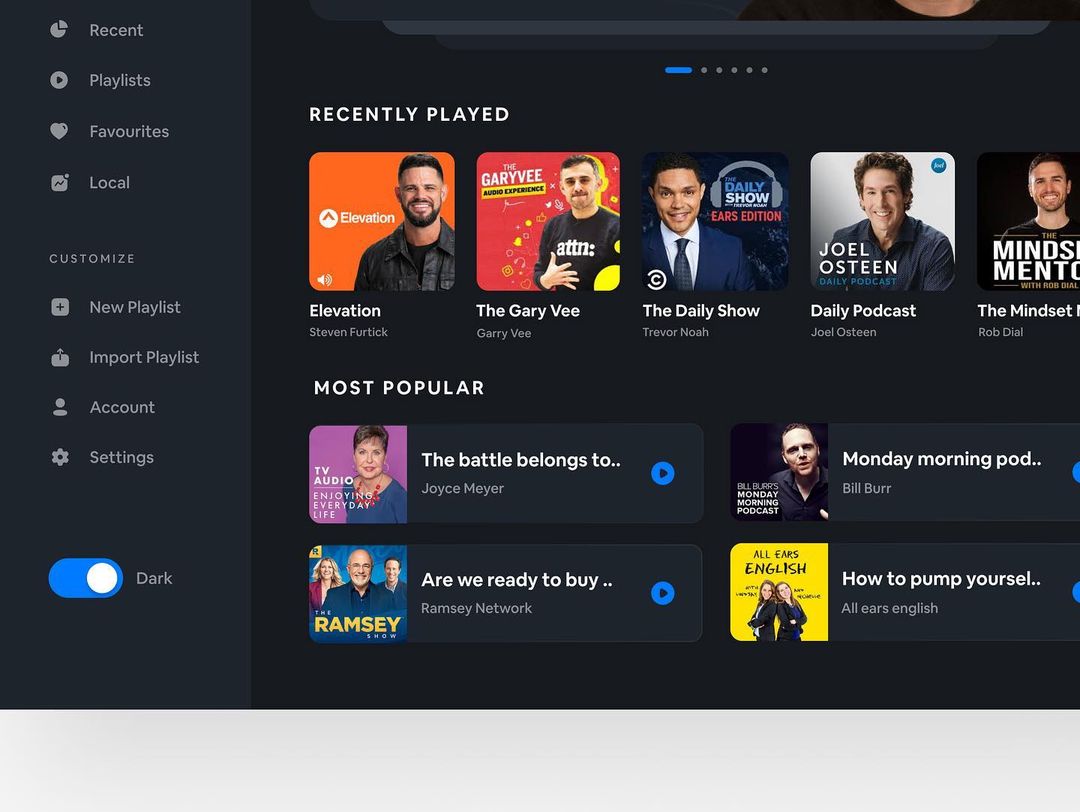 Recent
Playlists
Favourites
Local
CUSTOMIZE
New Playlist
Import Playlist
Account
Settings
Dark
RECENTLY PLAYED
Elevation
THE
GARYVEE
AUDIO EXPERIENCE
attn:
THE
DAILY
SHOW
WITH TREVOR NOAH
EARS EDITION
Joel
JOEL
OSTEEN
DAILY PODCAST
THE
MINDSE
MENTO
WITH ROB DIAL
Elevation
Steven Furtick
The Gary Vee
Garry Vee
The Daily Show
Trevor Noah
Daily Podcast
Joel Osteen
The Mindset
Rob Dial
MOST POPULAR
TV
AUDIO
ENJOYING
EVERYDAY
LIFE
The battle belongs to..
Joyce Meyer
BILL BURR'S
MONDAY
MORNING
PODCAST
Monday morning pod..
Bill Burr
R
THE
RAMSEY
SHOW
Are we ready to buy ..
Ramsey Network
ALL EARS
ENGLISH
WITH LINDSAY AND MICHELLE
How to pump yoursel..
All ears english